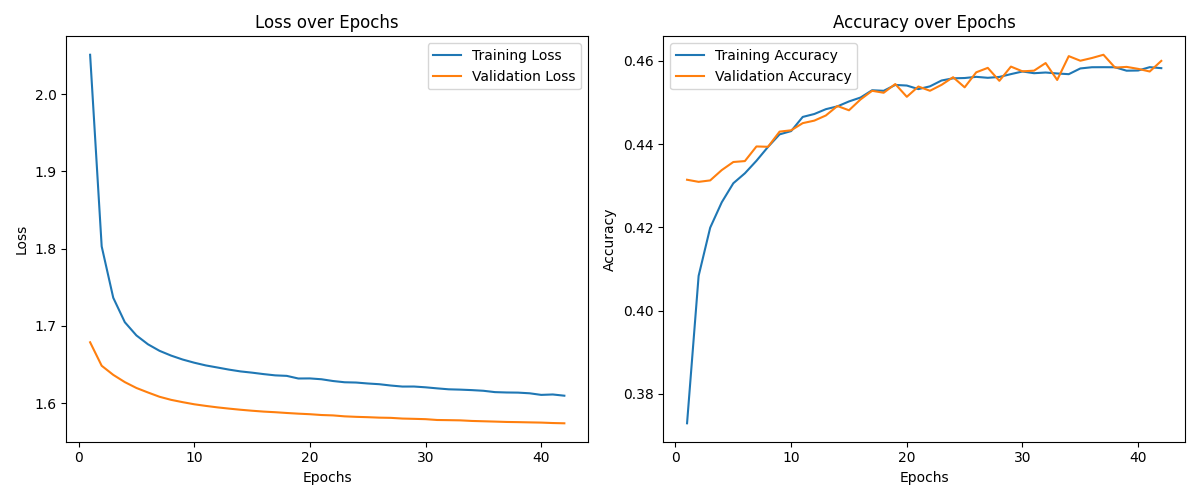 Loss over Epochs
Training Loss
Validation Loss
2.0
1.9
1.8
1.7
1.6
Loss
0
10
20
30
40
Epochs
Accuracy over Epochs
Training Accuracy
Validation Accuracy
0.46
0.44
0.42
0.40
0.38
Accuracy
0
10
20
30
40
Epochs